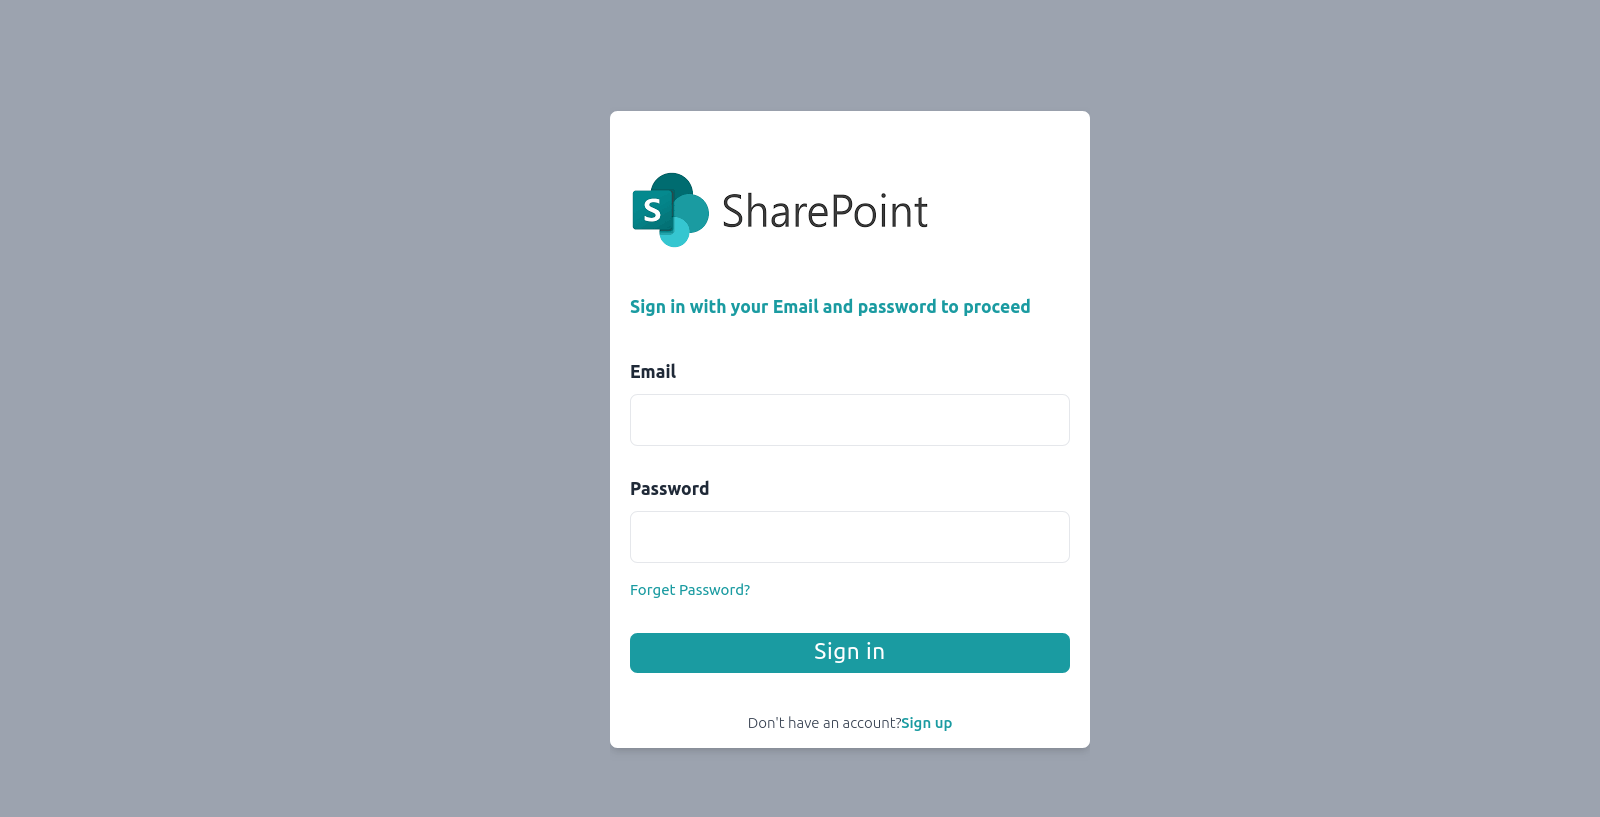 S SharePoint
Sign in with your Email and password to proceed
Email
Password
Forget Password?
Sign in
Don't have an account?Sign up